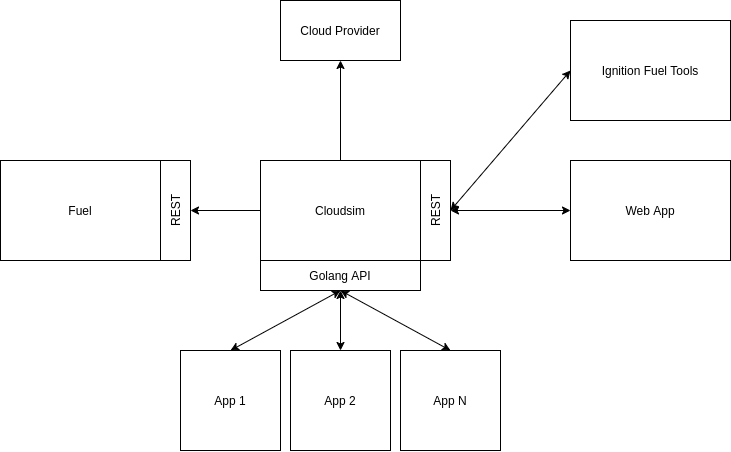 Cloud Provider
Ignition Fuel Tools
Fuel
REST
Cloudsim
REST
Web App
Golang API
App 1
App 2
App N